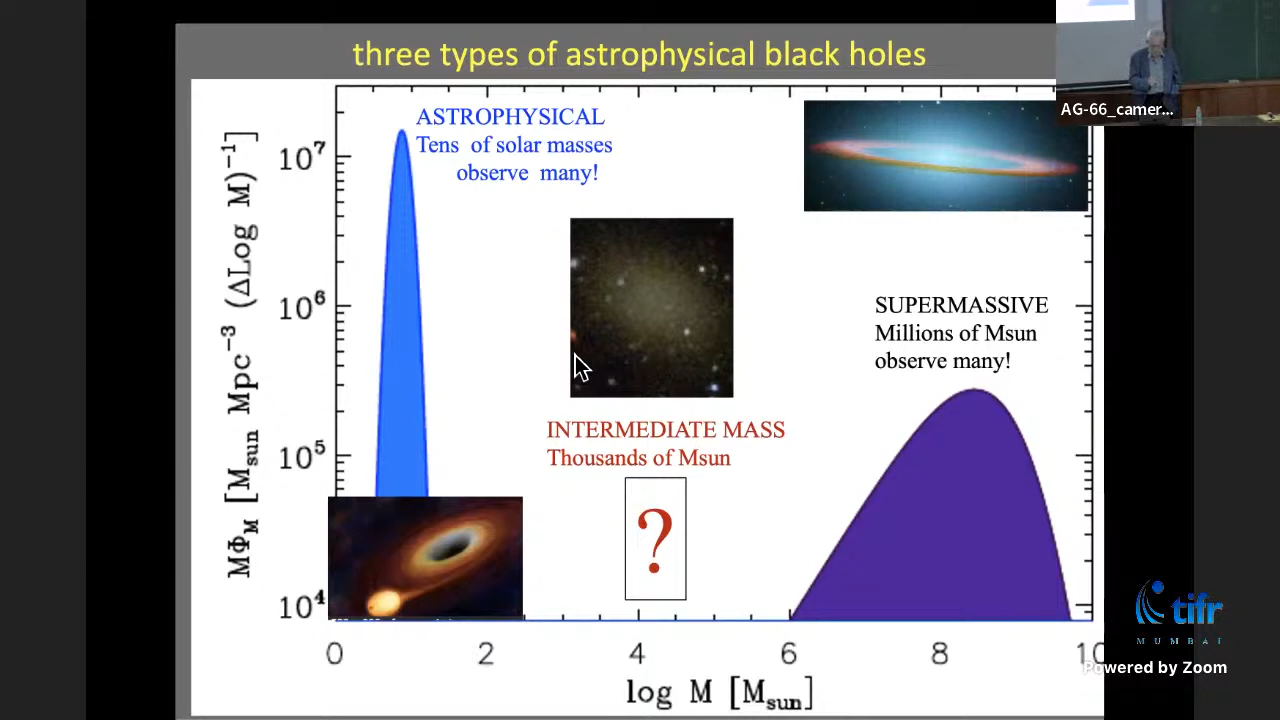 three types of astrophysical black holes
AG-66_camer...
ASTROPHYSICAL
Tens of solar masses
observe many!
SUPERMASSIVE
Millions of Msun
observe many!
INTERMEDIATE MASS
Thousands of Msun
?
MΦ_M [M_sun Mpc⁻³ (ΔLog M)⁻¹]
10⁷
10⁶
10⁵
10⁴
0 2 4 6 8 10
log M [M_sun]
tifr
MUMBAI
Powered by Zoom